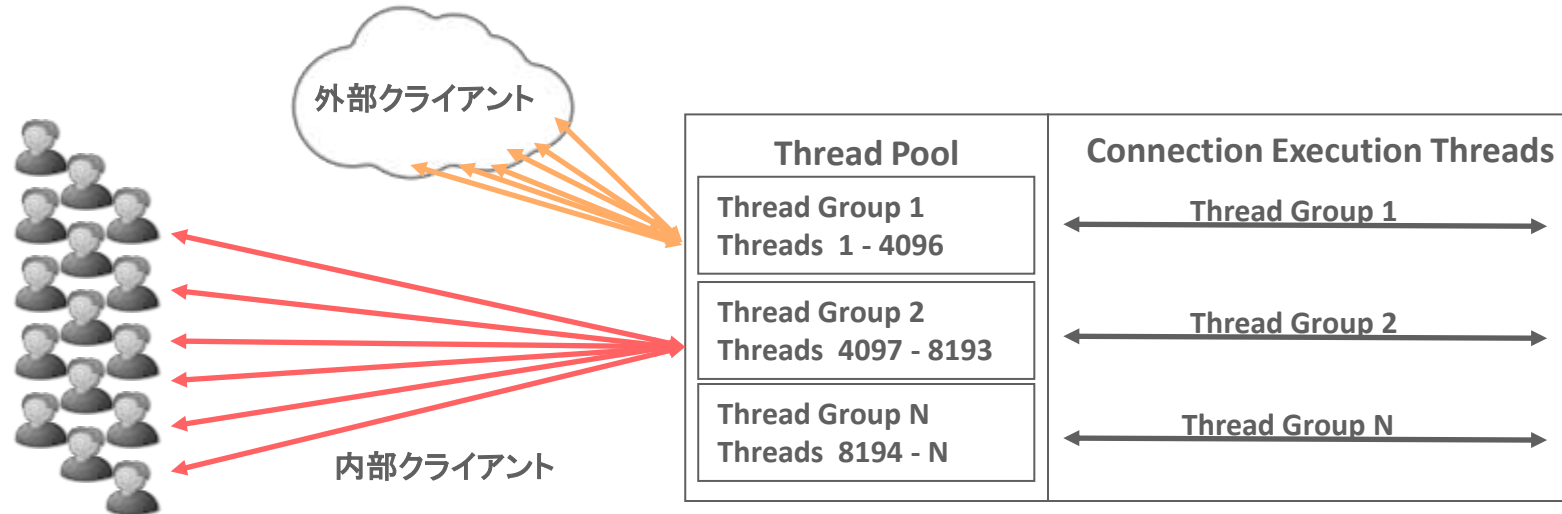 外部クライアント
内部クライアント
Thread Pool
Thread Group 1
Threads 1 - 4096
Thread Group 2
Threads 4097 - 8193
Thread Group N
Threads 8194 - N
Connection Execution Threads
Thread Group 1
Thread Group 2
Thread Group N